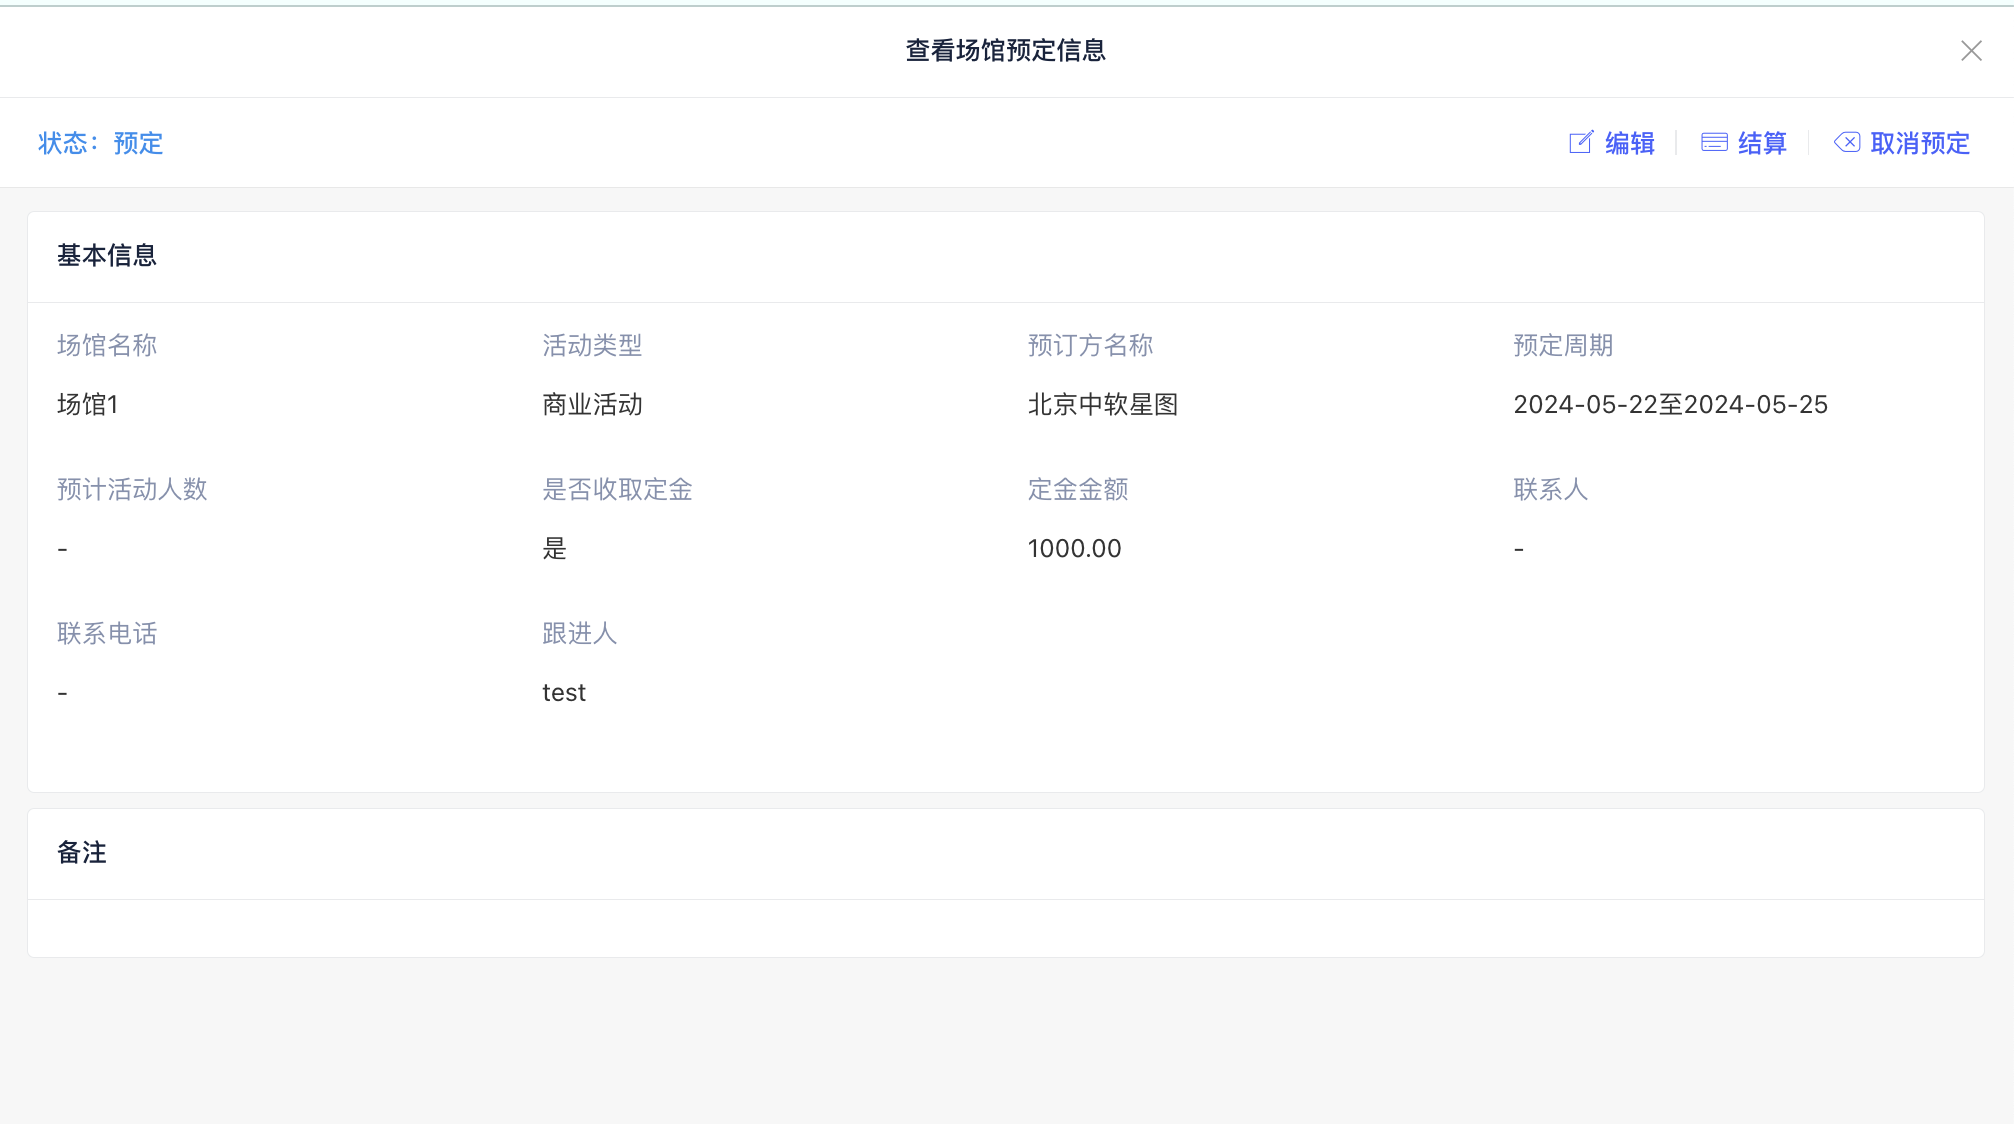 查看场馆预定信息
状态：预定 编辑 结算 取消预定
基本信息
场馆名称 活动类型 预订方名称 预定周期
场馆1 商业活动 北京中软星图 2024-05-22至2024-05-25
预计活动人数 是否收取定金 定金金额 联系人
- 是 1000.00 -
联系电话 跟进人
- test
备注